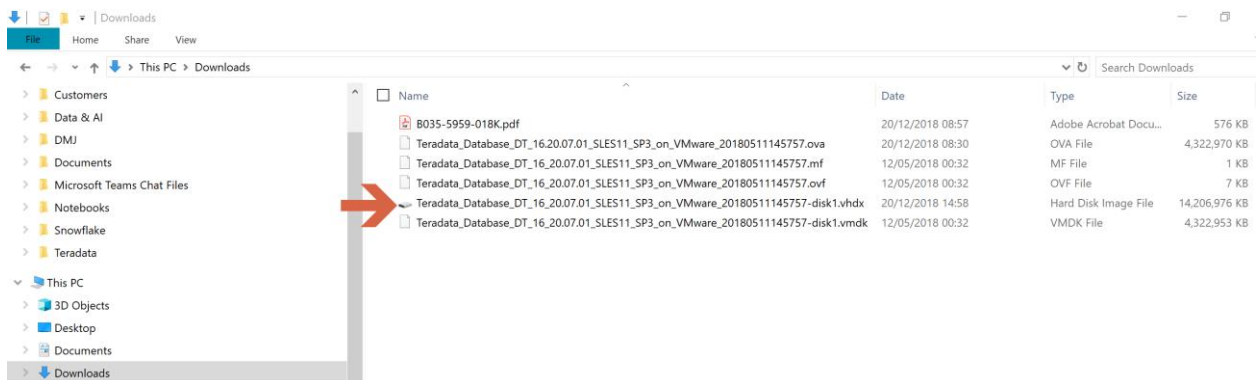 Downloads
File Home Share View
This PC > Downloads Search Downloads
Customers
Data & AI
DMJ
Documents
Microsoft Teams Chat Files
Notebooks
Snowflake
Teradata
This PC
3D Objects
Desktop
Documents
Downloads
Name Date Type Size
B035-5959-018K.pdf 20/12/2018 08:57 Adobe Acrobat Docu... 576 KB
Teradata_Database_DT_16.20.07.01_SLES11_SP3_on_VMware_20180511145757.ova 20/12/2018 08:30 OVA File 4,322,970 KB
Teradata_Database_DT_16_20.07.01_SLES11_SP3_on_VMware_20180511145757.mf 12/05/2018 00:32 MF File 1 KB
Teradata_Database_DT_16_20.07.01_SLES11_SP3_on_VMware_20180511145757.ovf 12/05/2018 00:32 OVF File 7 KB
Teradata_Database_DT_16_20.07.01_SLES11_SP3_on_VMware_20180511145757-disk1.vhdx 20/12/2018 14:58 Hard Disk Image File 14,206,976 KB
Teradata_Database_DT_16_20.07.01_SLES11_SP3_on_VMware_20180511145757-disk1.vmdk 12/05/2018 00:32 VMDK File 4,322,953 KB